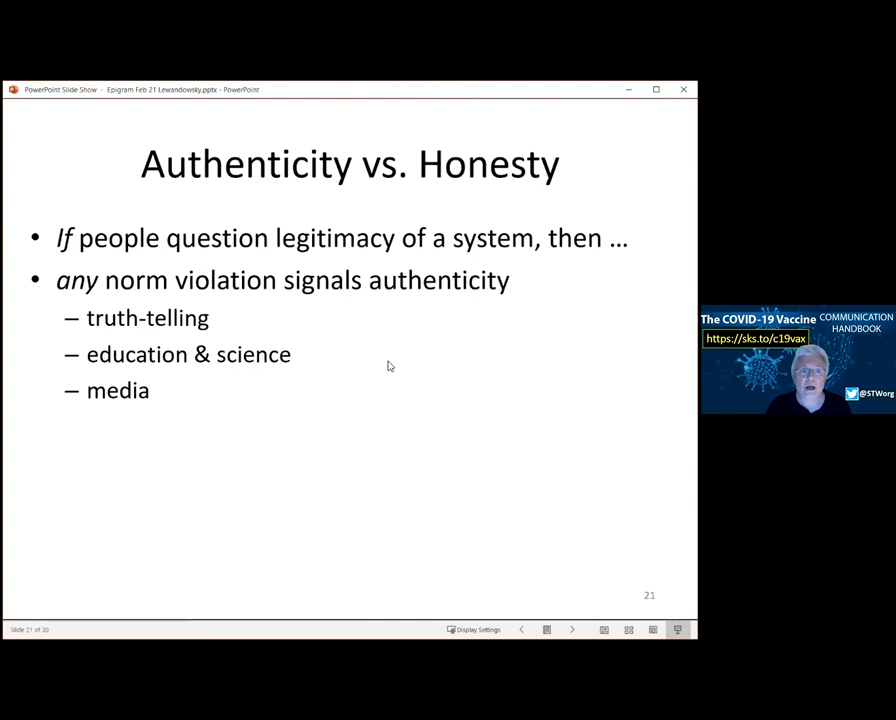 PowerPoint Slide Show - Epigram Feb 21 Lewandowsky.pptx - PowerPoint
Authenticity vs. Honesty
• If people question legitimacy of a system, then ...
• any norm violation signals authenticity
– truth-telling
– education & science
– media
21
Slide 21 of 30
Display Settings
The COVID-19 Vaccine
COMMUNICATION
HANDBOOK
https://sks.to/c19vax
@STWorg